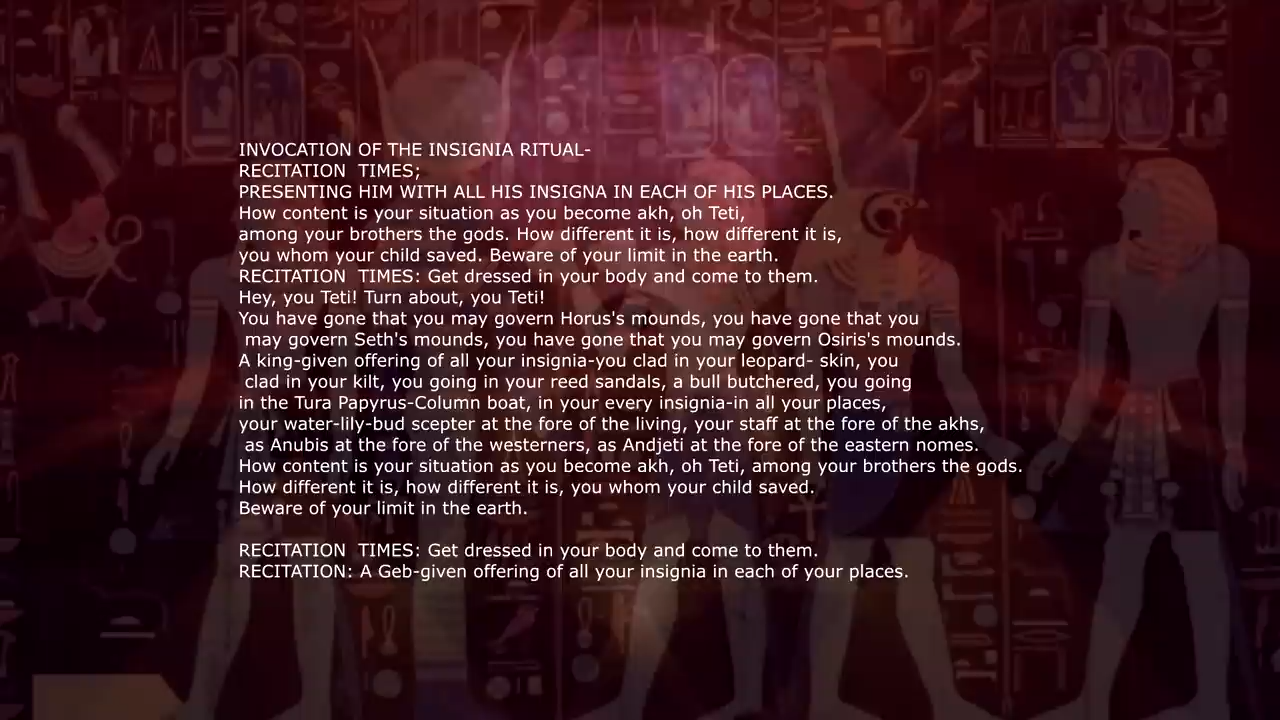 INVOCATION OF THE INSIGNIA RITUAL-
RECITATION  TIMES;
PRESENTING HIM WITH ALL HIS INSIGNA IN EACH OF HIS PLACES.
How content is your situation as you become akh, oh Teti,
among your brothers the gods. How different it is, how different it is,
you whom your child saved. Beware of your limit in the earth.
RECITATION  TIMES: Get dressed in your body and come to them.
Hey, you Teti! Turn about, you Teti!
You have gone that you may govern Horus's mounds, you have gone that you
may govern Seth's mounds, you have gone that you may govern Osiris's mounds.
A king-given offering of all your insignia-you clad in your leopard- skin, you
clad in your kilt, you going in your reed sandals, a bull butchered, you going
in the Tura Papyrus-Column boat, in your every insignia-in all your places,
your water-lily-bud scepter at the fore of the living, your staff at the fore of the akhs,
as Anubis at the fore of the westerners, as Andjeti at the fore of the eastern nomes.
How content is your situation as you become akh, oh Teti, among your brothers the gods.
How different it is, how different it is, you whom your child saved.
Beware of your limit in the earth.
RECITATION  TIMES: Get dressed in your body and come to them.
RECITATION: A Geb-given offering of all your insignia in each of your places.